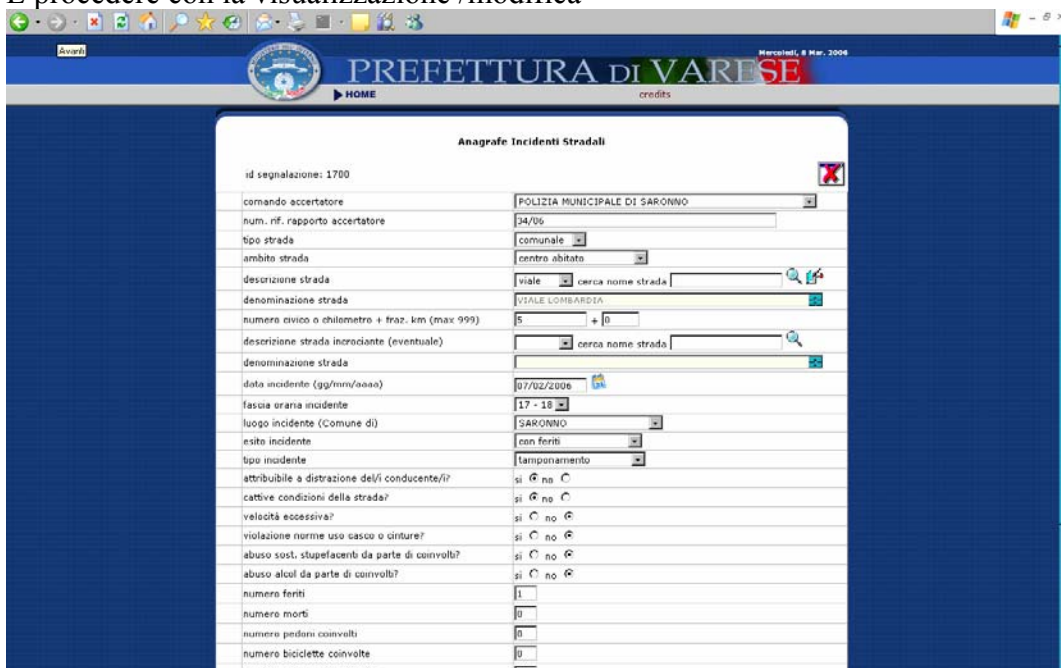 E procedere con la visualizzazione /modifica
Avanti
Mercoledì, 8 Mar. 2006
PREFETTURA DI VARESE
HOME credits
Anagrafe Incidenti Stradali
id segnalazione: 1700
comando accertatore POLIZIA MUNICIPALE DI SARONNO
num. rif. rapporto accertatore 34/06
tipo strada comunale
ambito strada centro abitato
descrizione strada viale cerca nome strada
denominazione strada VIALE LOMBARDIA
numero civico o chilometro + fraz. km (max 999) 5 + 0
descrizione strada incrociante (eventuale) cerca nome strada
denominazione strada
data incidente (gg/mm/aaaa) 07/02/2006
fascia oraria incidente 17 - 18
luogo incidente (Comune di) SARONNO
esito incidente con feriti
tipo incidente tamponamento
attribuibile a distrazione del/i conducente/i? si no
cattive condizioni della strada? si no
velocità eccessiva? si no
violazione norme uso casco o cinture? si no
abuso sost. stupefacenti da parte di coinvolti? si no
abuso alcol da parte di coinvolti? si no
numero feriti 1
numero morti 0
numero pedoni coinvolti 0
numero biciclette coinvolte 0